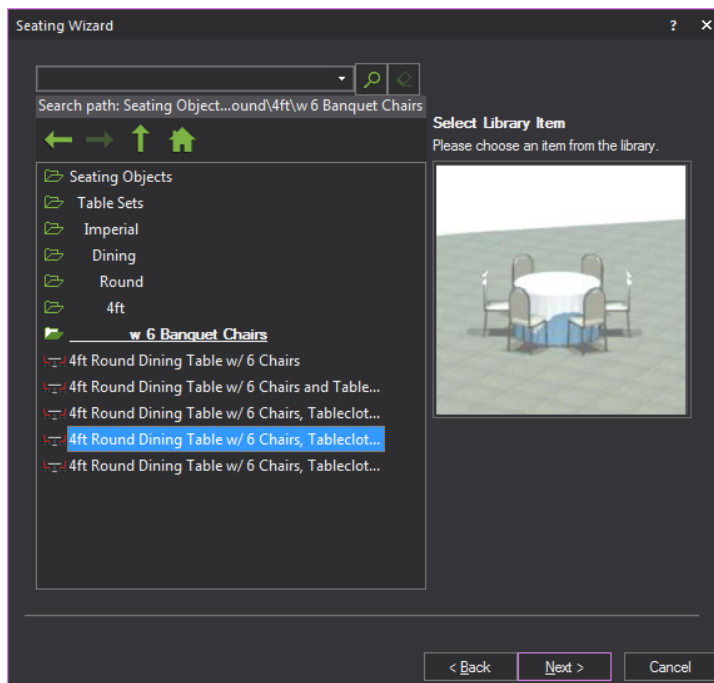 Seating Wizard
? ×
Search path: Seating Object...ound\4ft\w 6 Banquet Chairs
Select Library Item
Please choose an item from the library.
Seating Objects
Table Sets
Imperial
Dining
Round
4ft
w 6 Banquet Chairs
4ft Round Dining Table w/ 6 Chairs
4ft Round Dining Table w/ 6 Chairs and Table...
4ft Round Dining Table w/ 6 Chairs, Tableclot...
4ft Round Dining Table w/ 6 Chairs, Tableclot...
4ft Round Dining Table w/ 6 Chairs, Tableclot...
< Back
Next >
Cancel